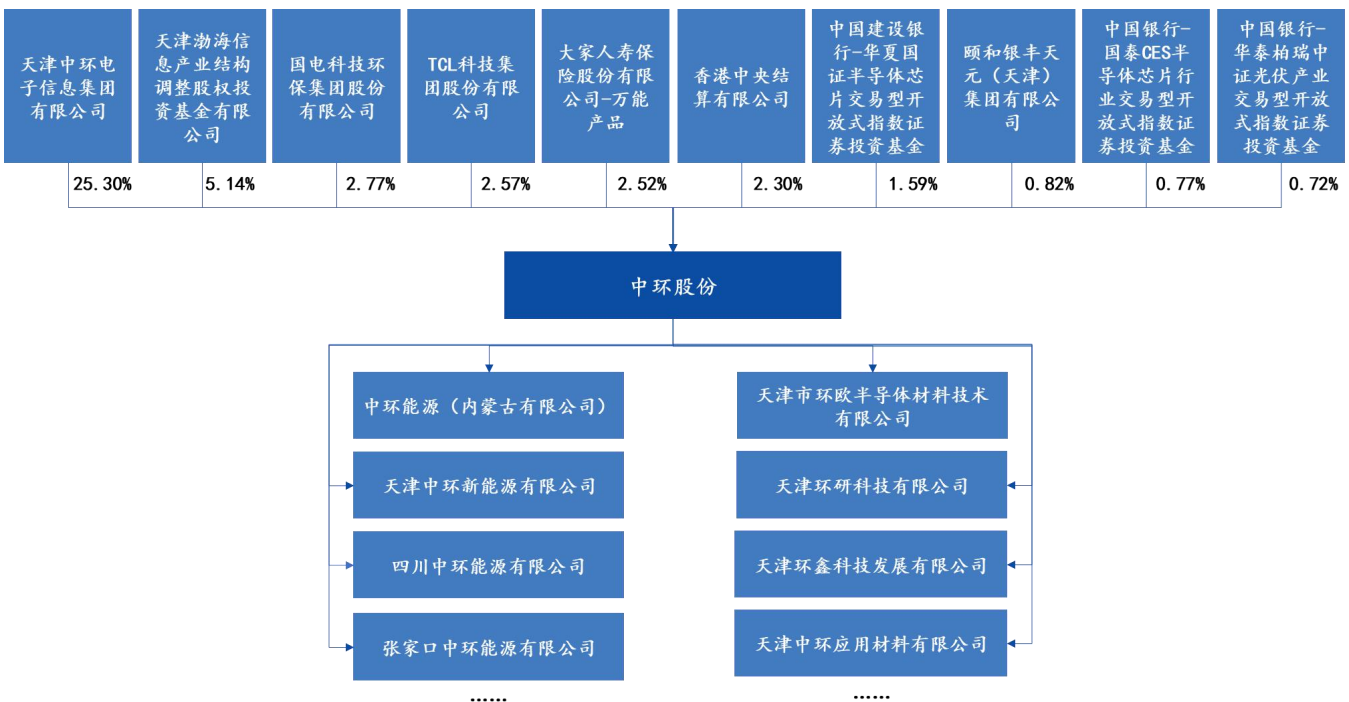 天津中环电
子信息集团
有限公司
天津渤海信
息产业结构
调整股权投
资基金有限
公司
国电科技环
保集团股份
有限公司
TCL科技集
团股份有限
公司
大家人寿保
险股份有限
公司-万能
产品
香港中央结
算有限公司
中国建设银
行-华夏国
证半导体芯
片交易型开
放式指数证
券投资基金
颐和银丰天
元（天津）
集团有限公
司
中国银行-
国泰CES半
导体芯片行
业交易型开
放式指数证
券投资基金
中国银行-
华泰柏瑞中
证光伏产业
交易型开放
式指数证券
投资基金
25.30%
5.14%
2.77%
2.57%
2.52%
2.30%
1.59%
0.82%
0.77%
0.72%
中环股份
中环能源（内蒙古有限公司）
天津市环欧半导体材料技术
有限公司
天津中环新能源有限公司
天津环研科技有限公司
四川中环能源有限公司
天津环鑫科技发展有限公司
张家口中环能源有限公司
天津中环应用材料有限公司
……
……